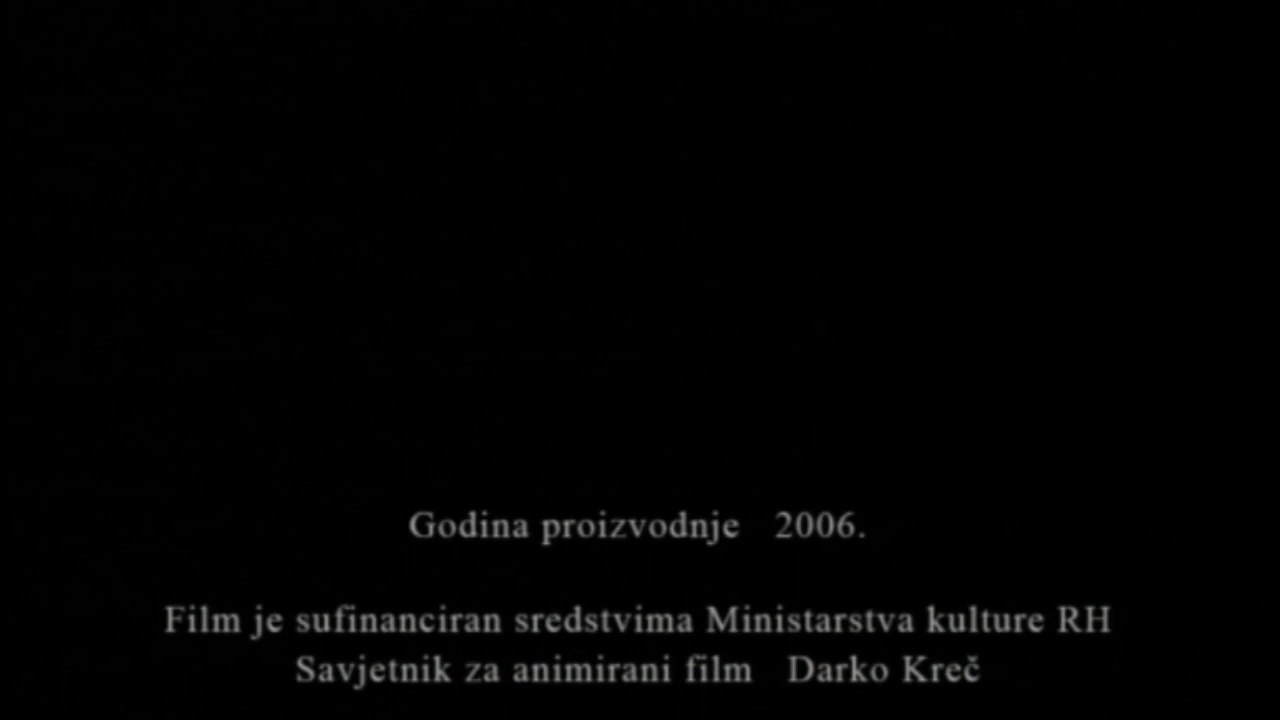 Godina proizvodnje 2006.
Film je sufinanciran sredstvima Ministarstva kulture RH
Savjetnik za animirani film Darko Kreč